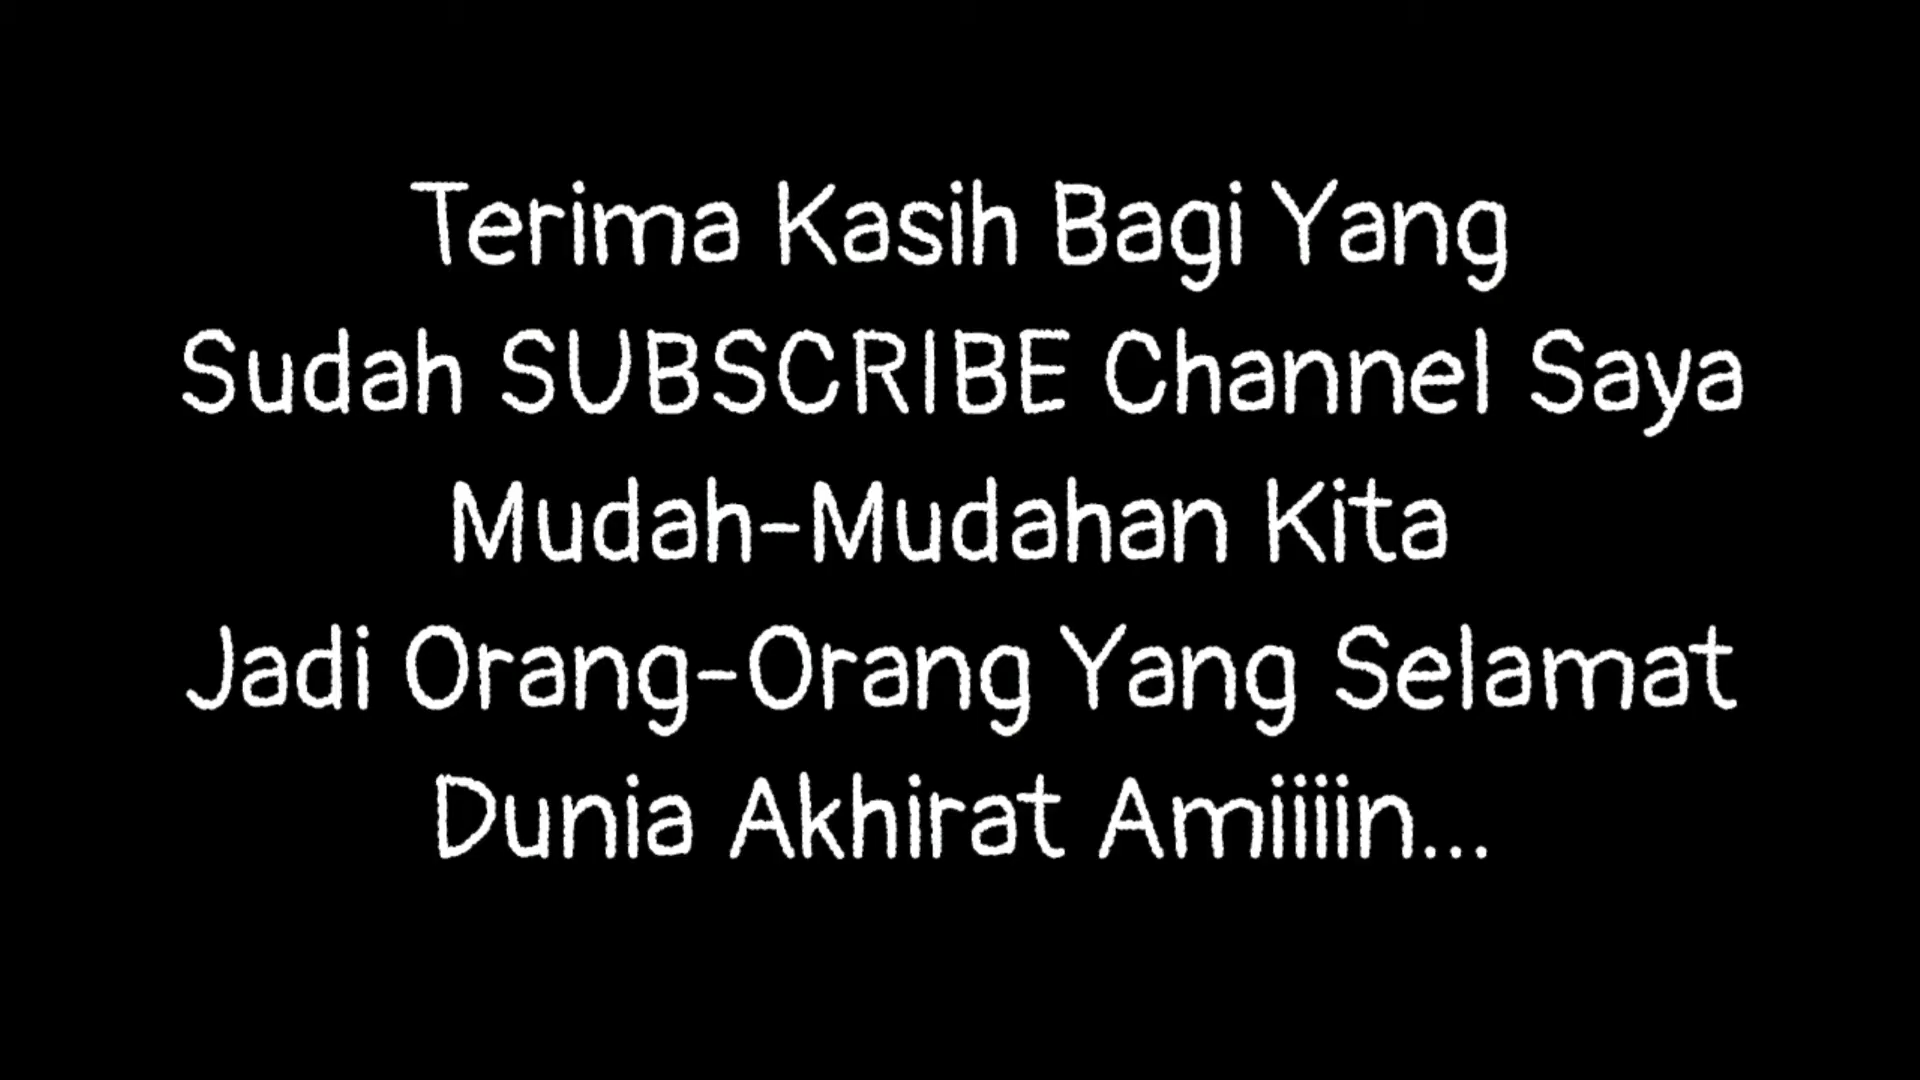 Terima Kasih Bagi Yang
Sudah SUBSCRIBE Channel Saya
Mudah-Mudahan Kita
Jadi Orang-Orang Yang Selamat
Dunia Akhirat Amiiiin...